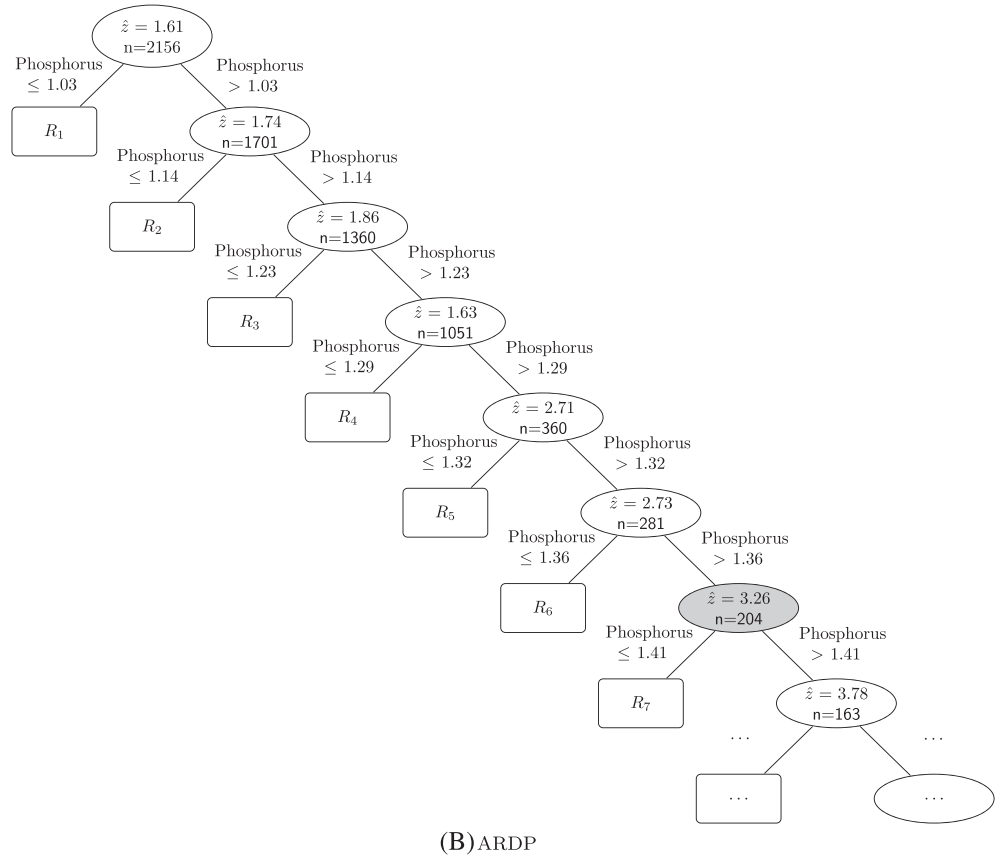 ẑ = 1.61
n=2156
Phosphorus
≤ 1.03
Phosphorus
> 1.03
R₁
ẑ = 1.74
n=1701
Phosphorus
≤ 1.14
Phosphorus
> 1.14
R₂
ẑ = 1.86
n=1360
Phosphorus
≤ 1.23
Phosphorus
> 1.23
R₃
ẑ = 1.63
n=1051
Phosphorus
≤ 1.29
Phosphorus
> 1.29
R₄
ẑ = 2.71
n=360
Phosphorus
≤ 1.32
Phosphorus
> 1.32
R₅
ẑ = 2.73
n=281
Phosphorus
≤ 1.36
Phosphorus
> 1.36
R₆
ẑ = 3.26
n=204
Phosphorus
≤ 1.41
Phosphorus
> 1.41
R₇
ẑ = 3.78
n=163
...
...
...
...
(B) ARDP